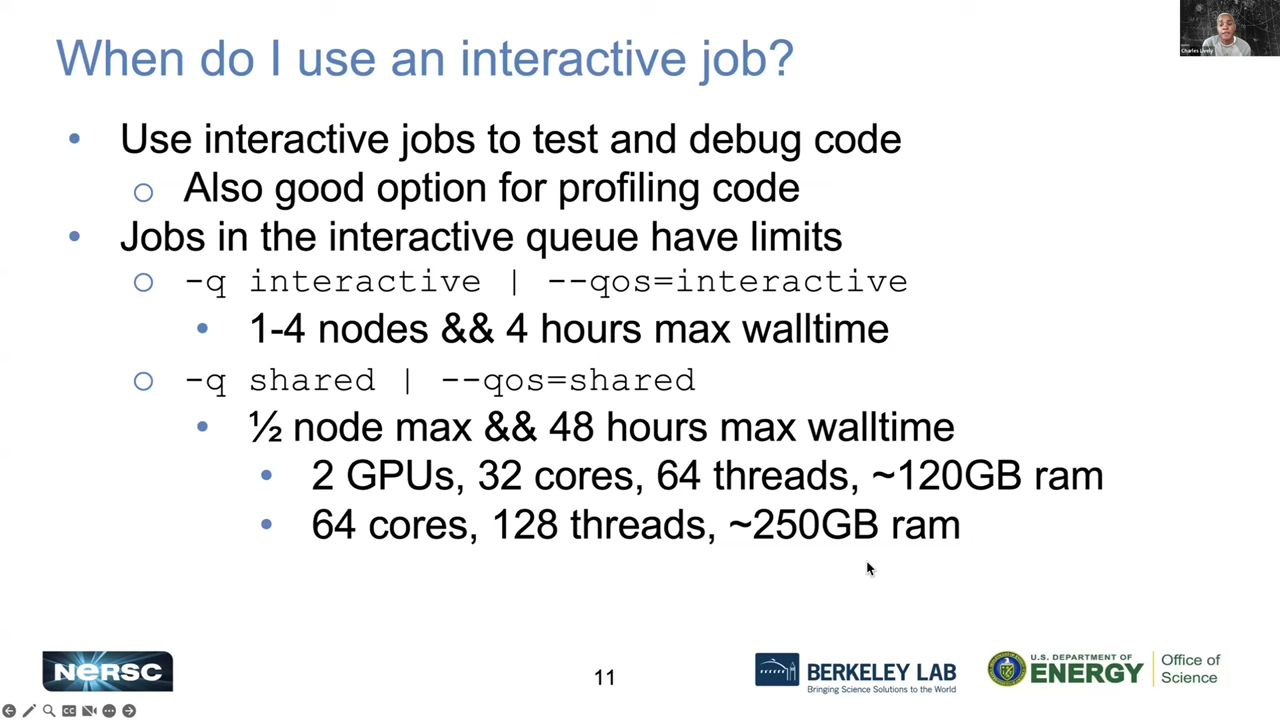 Charles Lively
When do I use an interactive job?
• Use interactive jobs to test and debug code
○ Also good option for profiling code
• Jobs in the interactive queue have limits
○ -q interactive | --qos=interactive
• 1-4 nodes && 4 hours max walltime
○ -q shared | --qos=shared
• ½ node max && 48 hours max walltime
• 2 GPUs, 32 cores, 64 threads, ~120GB ram
• 64 cores, 128 threads, ~250GB ram
NERSC
11
BERKELEY LAB
Bringing Science Solutions to the World
U.S. DEPARTMENT OF
ENERGY
Office of
Science